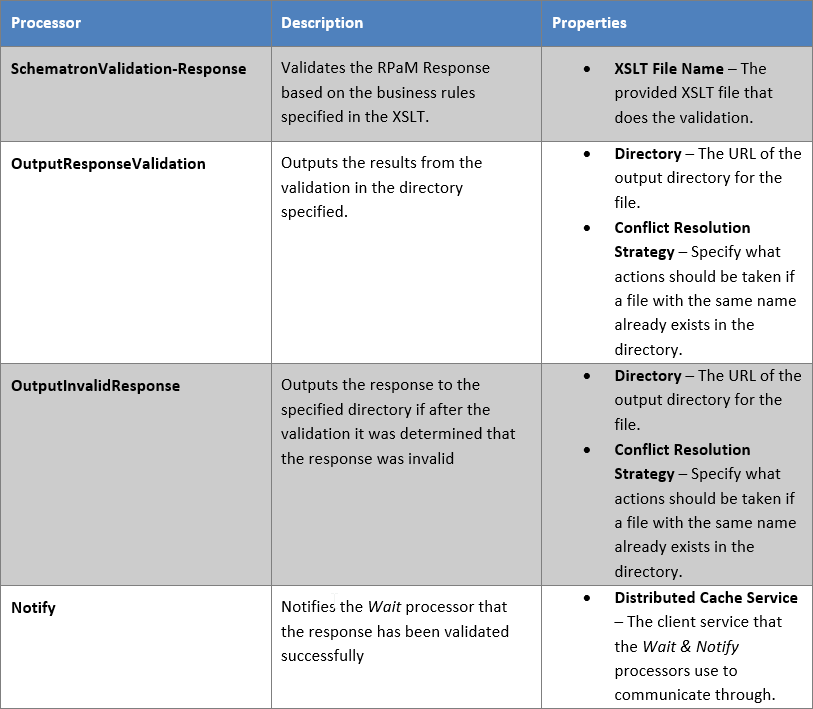 Processor
Description
Properties
SchematronValidation-Response
Validates the RPaM Response
based on the business rules
specified in the XSLT.
• XSLT File Name – The
provided XSLT file that
does the validation.
OutputResponseValidation
Outputs the results from the
validation in the directory
specified.
• Directory – The URL of the
output directory for the
file.
• Conflict Resolution
Strategy – Specify what
actions should be taken if
a file with the same name
already exists in the
directory.
OutputInvalidResponse
Outputs the response to the
specified directory if after the
validation it was determined that
the response was invalid
• Directory – The URL of the
output directory for the
file.
• Conflict Resolution
Strategy – Specify what
actions should be taken if
a file with the same name
already exists in the
directory.
Notify
Notifies the Wait processor that
the response has been validated
successfully
• Distributed Cache Service
– The client service that
the Wait & Notify
processors use to
communicate through.